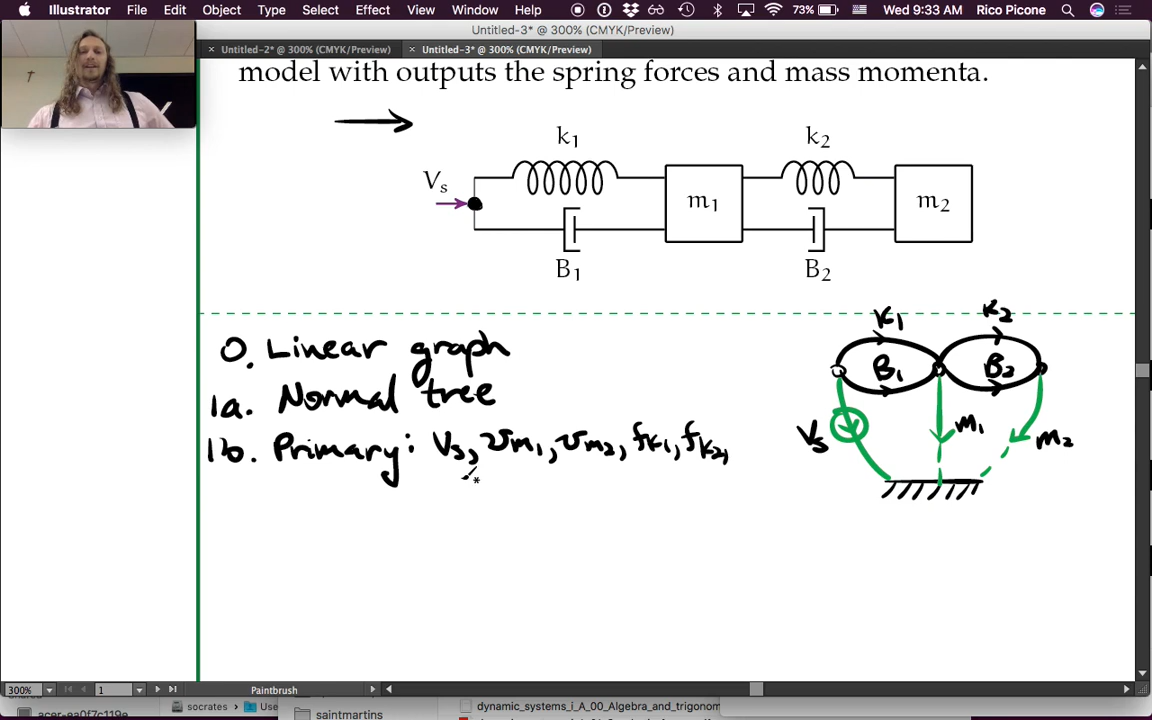 Illustrator File Edit Object Type Select Effect View Window Help 73% Wed 9:33 AM Rico Picone
Untitled-3* @ 300% (CMYK/Preview)
× Untitled-2* @ 300% (CMYK/Preview) × Untitled-3* @ 300% (CMYK/Preview)
model with outputs the spring forces and mass momenta.
k₁ k₂
Vₛ
m₁ m₂
B₁ B₂
0. Linear graph
1a. Normal tree
1b. Primary: Vs, vm₁, vm₂, fk₁, fk₂,
k₁ k₂
B₁ B₂
Vs m₁ m₂
300% 1 Paintbrush
acer-ea0f7c119e socrates Use saintmartins dynamic_systems_i_A_00_Algebra_and_trigonom